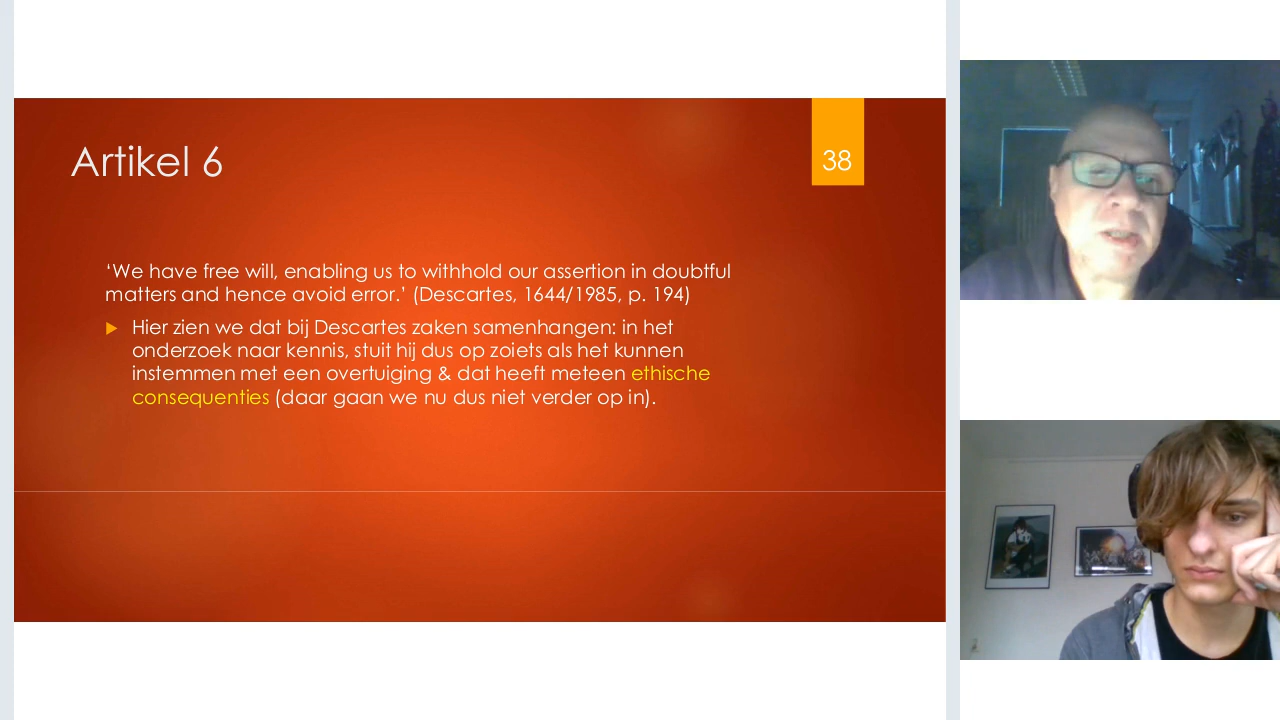 Artikel 6
38
‘We have free will, enabling us to withhold our assertion in doubtful
matters and hence avoid error.’ (Descartes, 1644/1985, p. 194)
Hier zien we dat bij Descartes zaken samenhangen: in het
onderzoek naar kennis, stuit hij dus op zoiets als het kunnen
instemmen met een overtuiging & dat heeft meteen ethische
consequenties (daar gaan we nu dus niet verder op in).